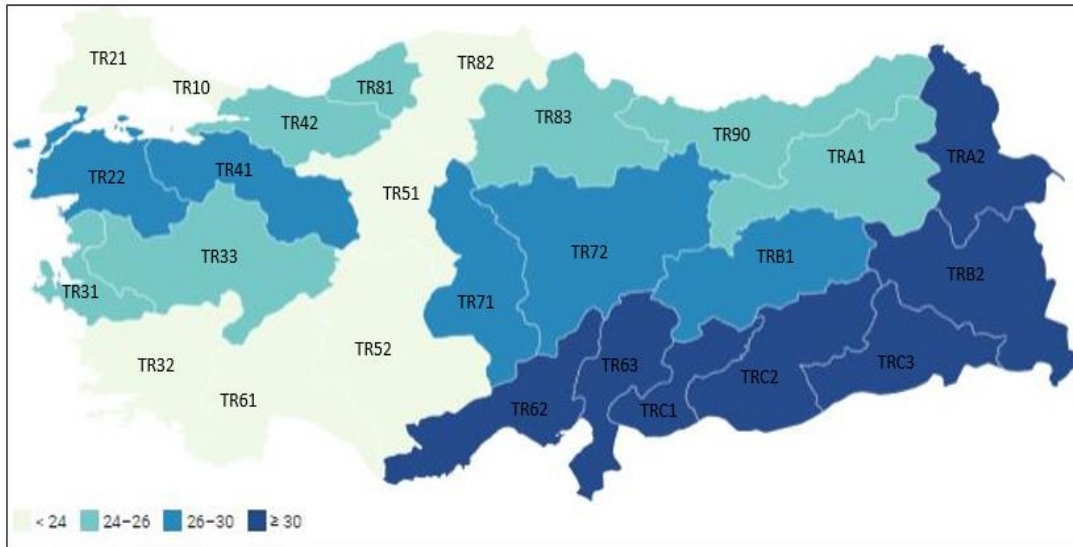 TR21
TR82
TR10
TR81
TR42
TR83
TR90
TRA1
TRA2
TR22
TR41
TR51
TR33
TR72
TRB1
TRB2
TR31
TR71
TR32
TR52
TR61
TR62
TR63
TRC1
TRC2
TRC3
< 24 24–26 26–30 ≥ 30